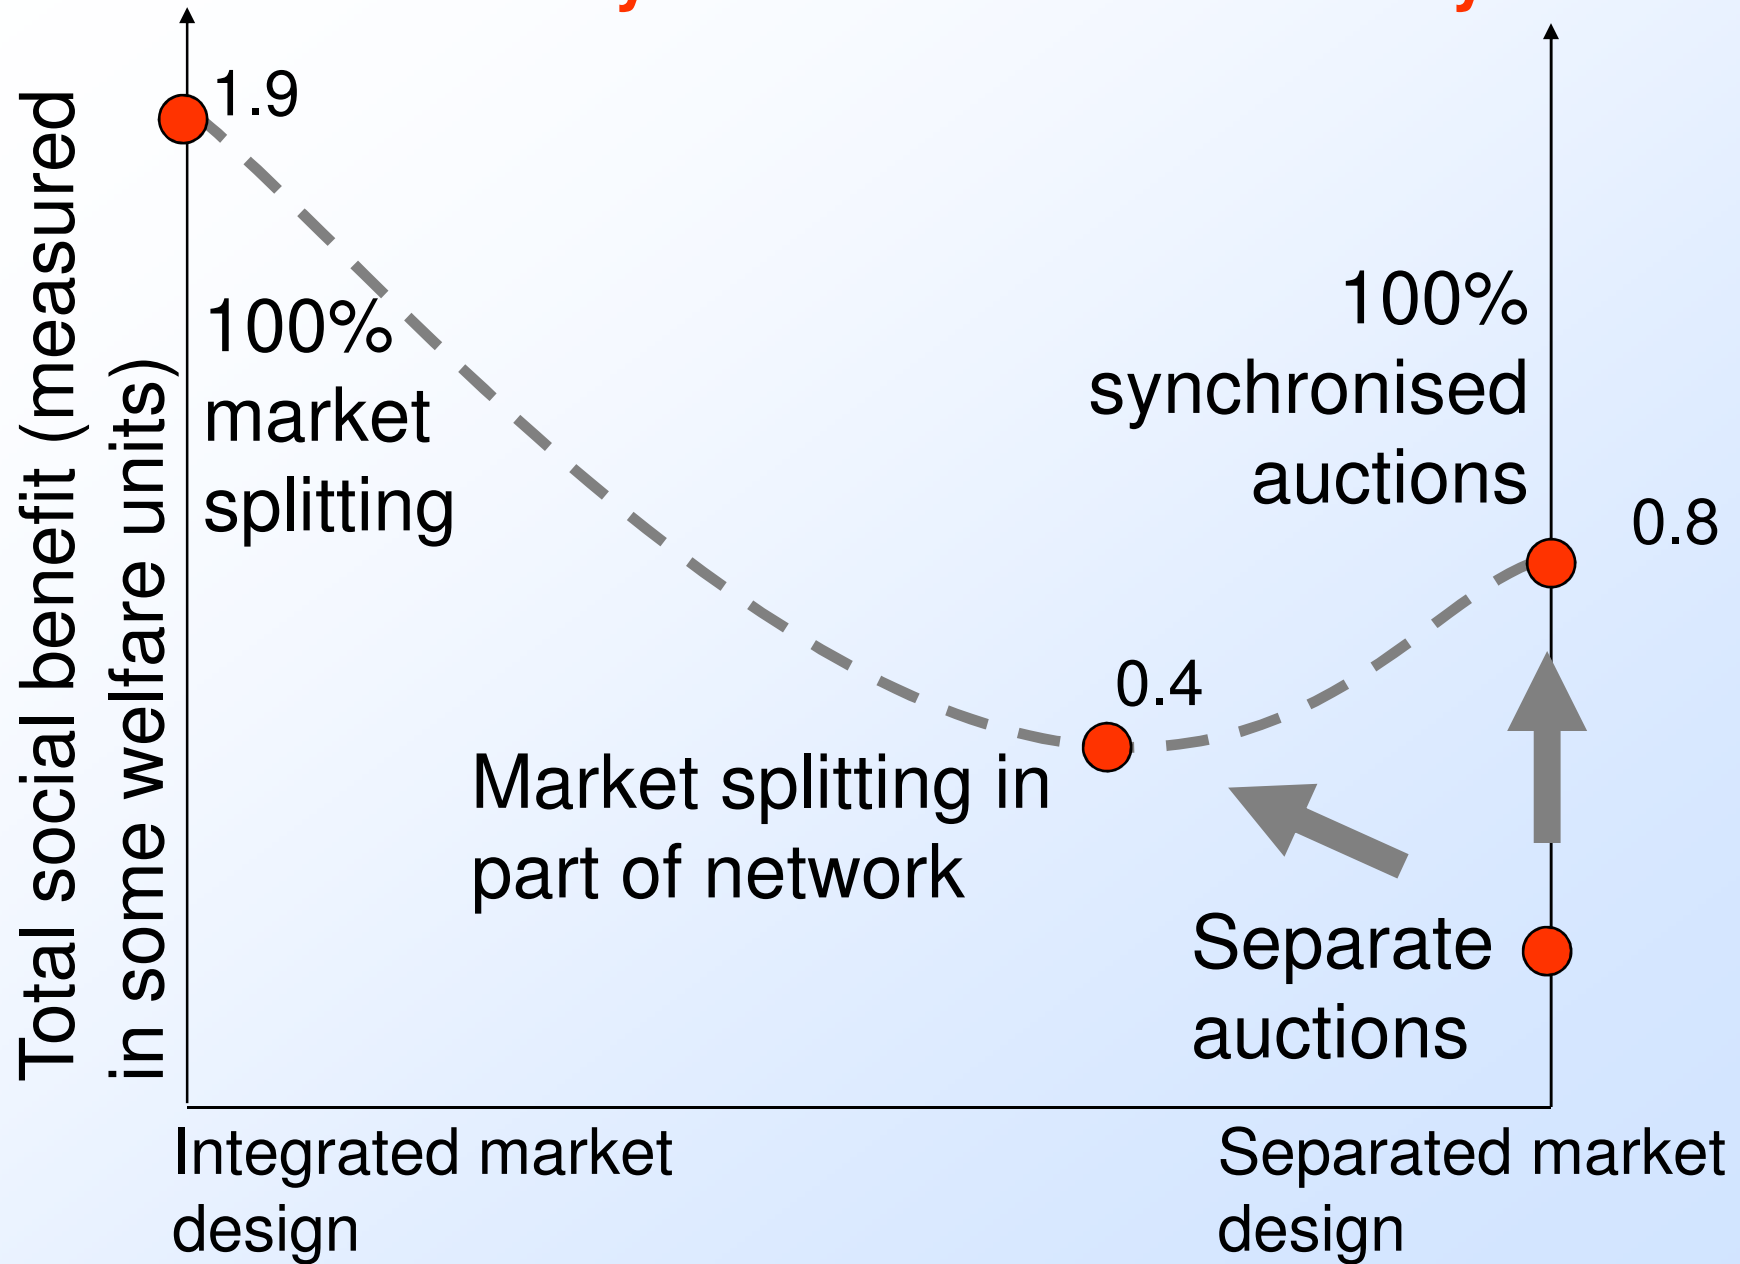 Total social benefit (measured
in some welfare units)
1.9
100%
market
splitting
100%
synchronised
auctions
0.8
0.4
Market splitting in
part of network
Separate
auctions
Integrated market
design
Separated market
design